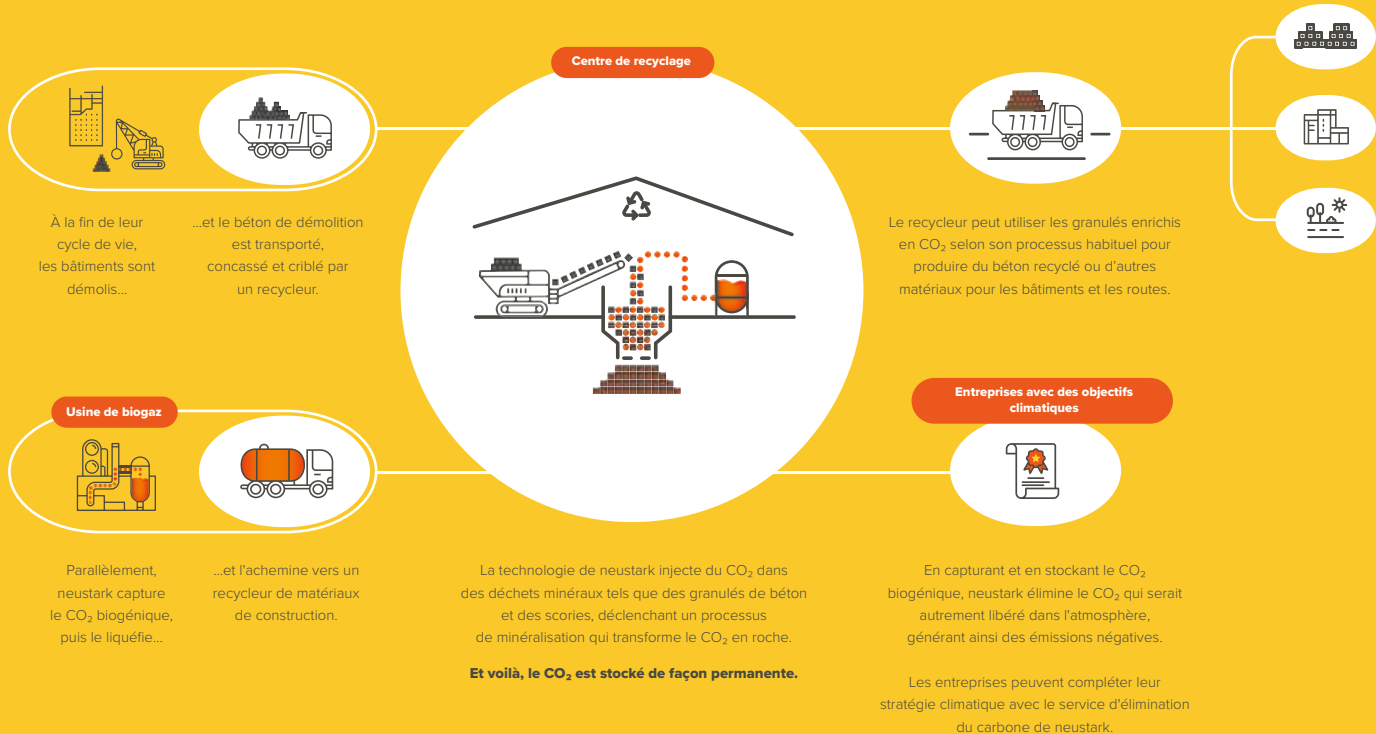 Centre de recyclage
À la fin de leur
cycle de vie,
les bâtiments sont
démolis...
...et le béton de démolition
est transporté,
concassé et criblé par
un recycleur.
Le recycleur peut utiliser les granulés enrichis
en CO₂ selon son processus habituel pour
produire du béton recyclé ou d'autres
matériaux pour les bâtiments et les routes.
Usine de biogaz
Entreprises avec des objectifs
climatiques
Parallèlement,
neustark capture
le CO₂ biogénique,
puis le liquéfie...
...et l'achemine vers un
recycleur de matériaux
de construction.
La technologie de neustark injecte du CO₂ dans
des déchets minéraux tels que des granulés de béton
et des scories, déclenchant un processus
de minéralisation qui transforme le CO₂ en roche.
Et voilà, le CO₂ est stocké de façon permanente.
En capturant et en stockant le CO₂
biogénique, neustark élimine le CO₂ qui serait
autrement libéré dans l'atmosphère,
générant ainsi des émissions négatives.
Les entreprises peuvent compléter leur
stratégie climatique avec le service d'élimination
du carbone de neustark.